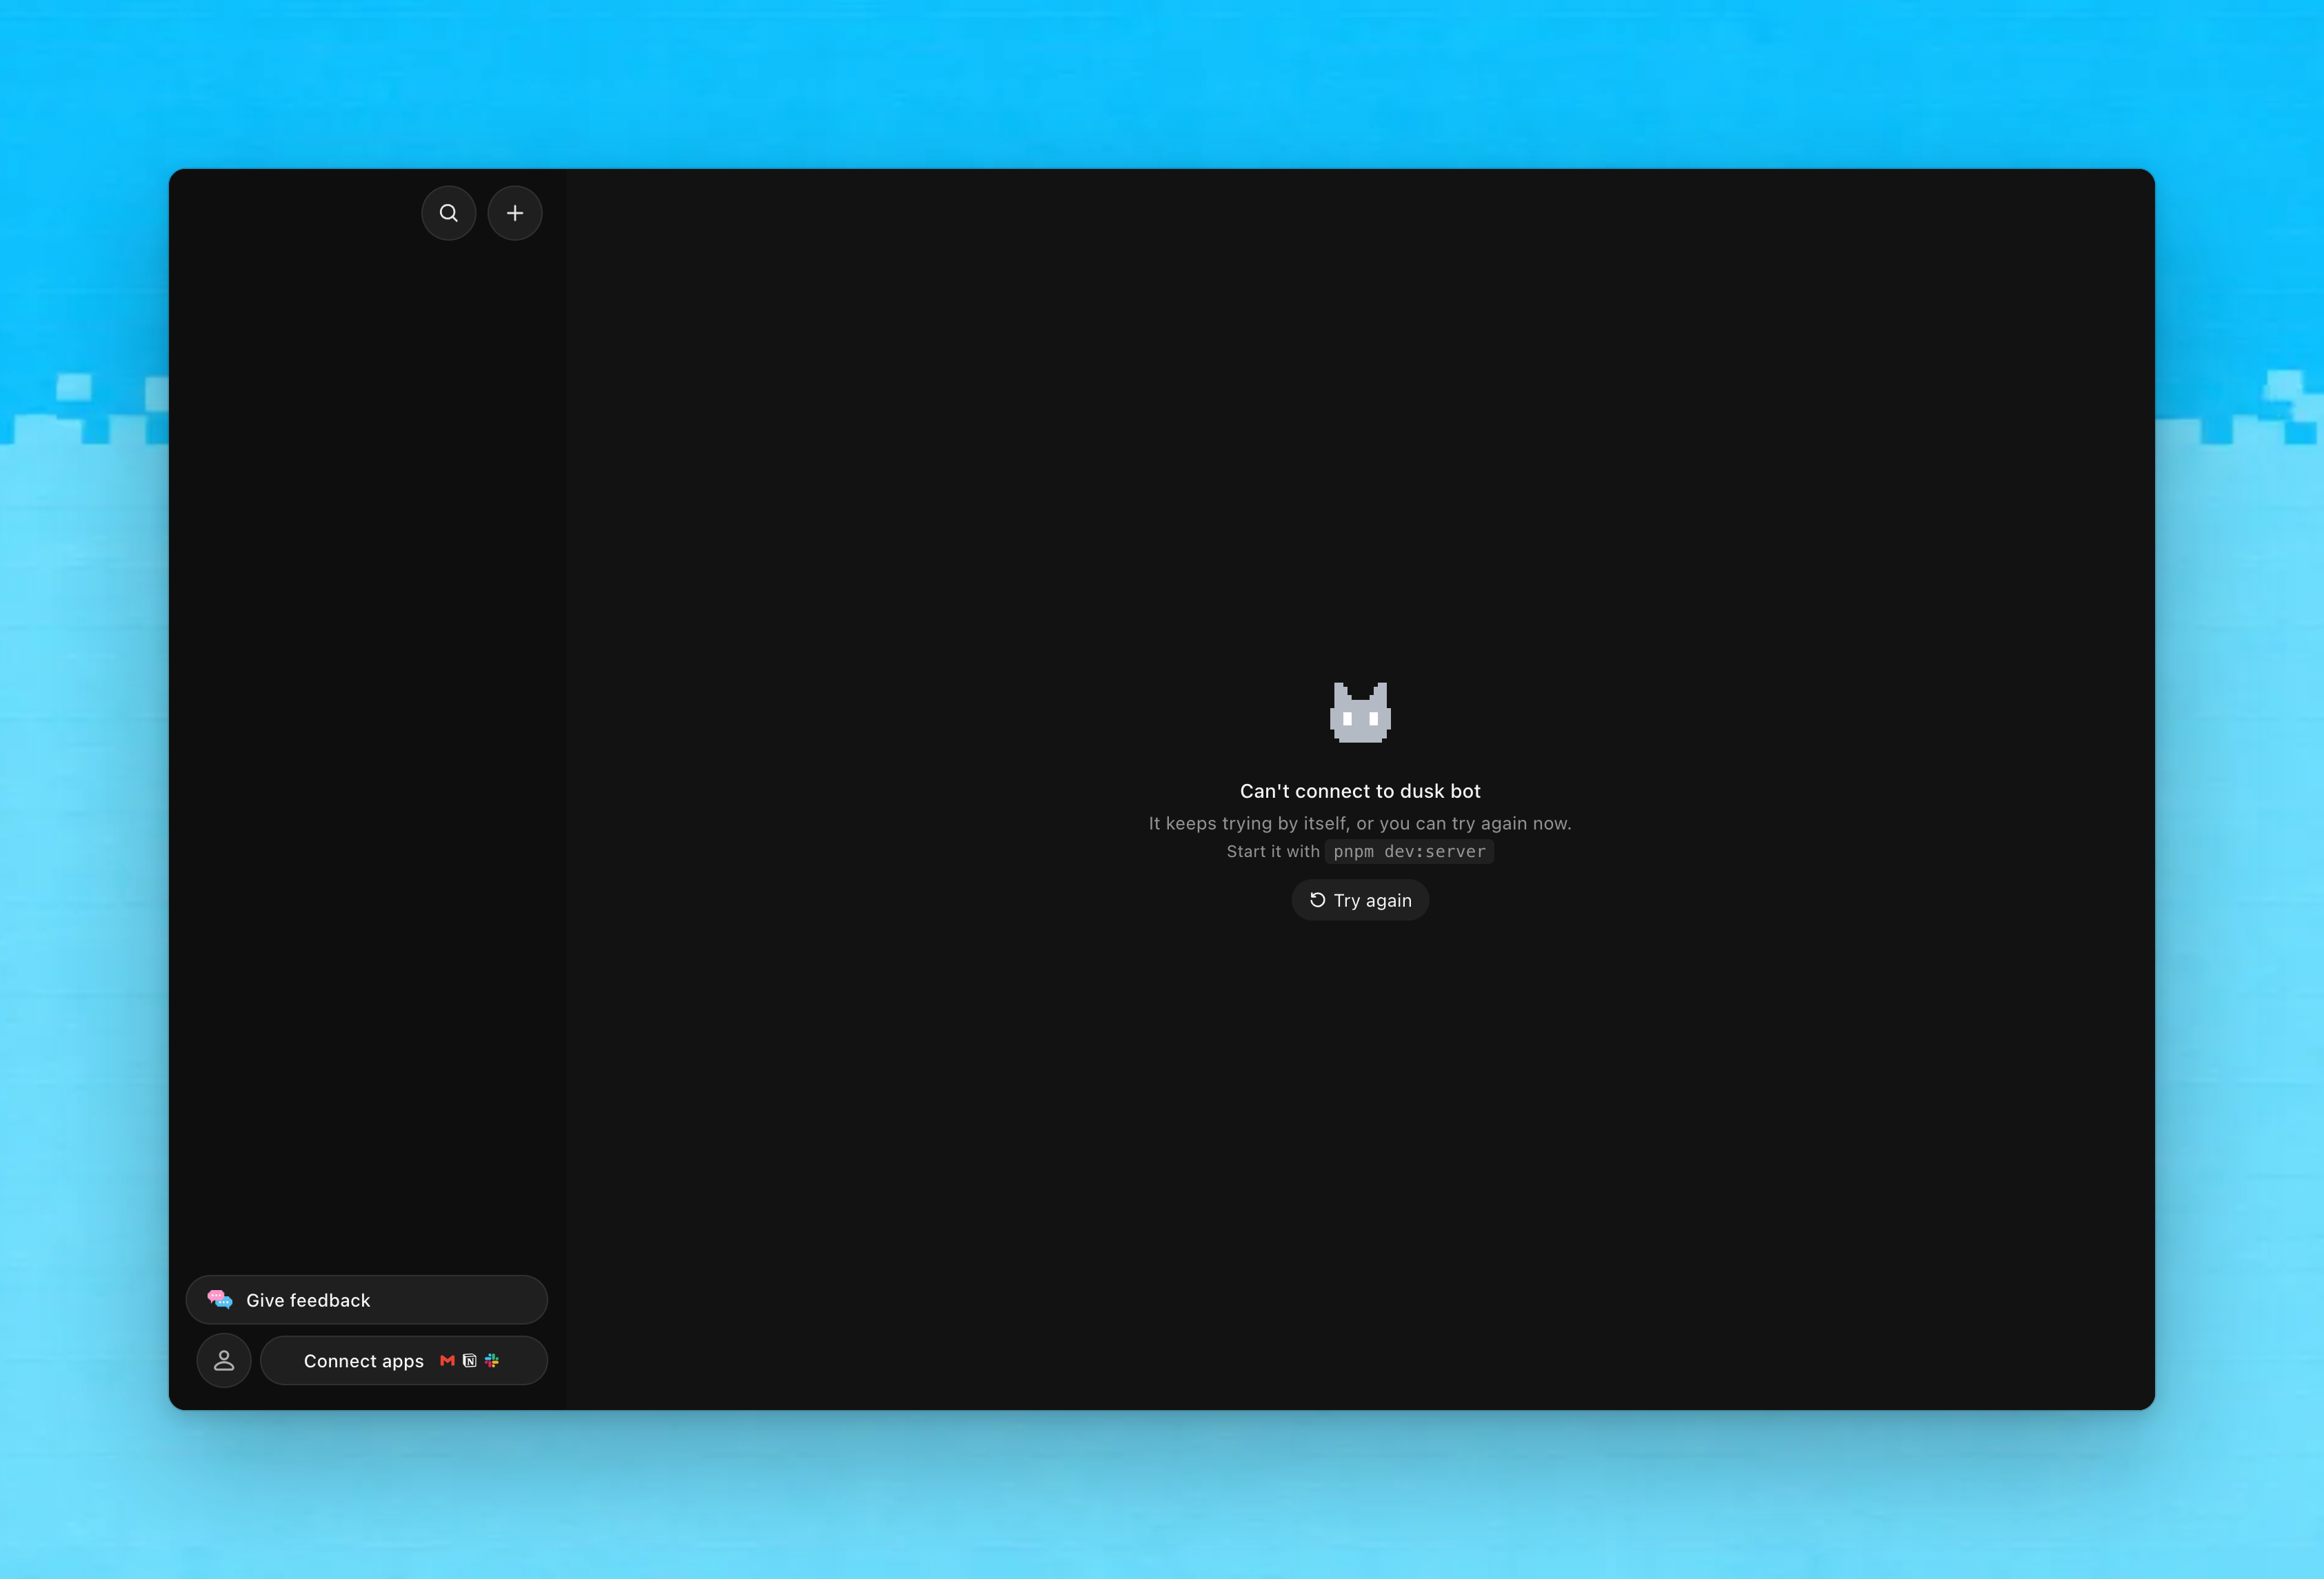 Can't connect to dusk bot
It keeps trying by itself, or you can try again now.
Start it with pnpm dev:server
Try again
Give feedback
Connect apps